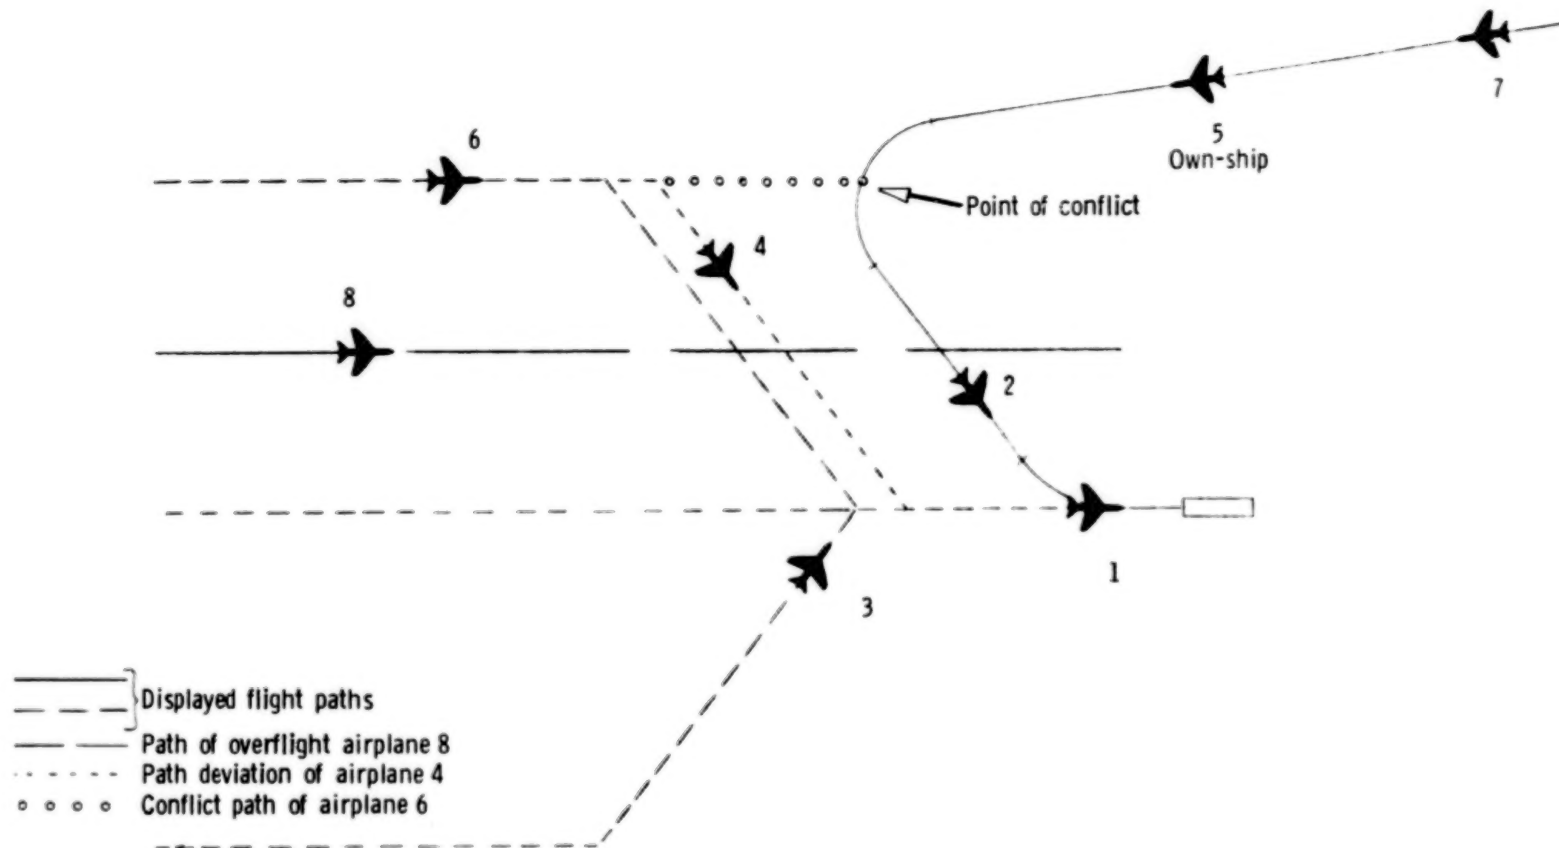 7
5
Own-ship
6
Point of conflict
4
8
2
1
3
Displayed flight paths
Path of overflight airplane 8
Path deviation of airplane 4
Conflict path of airplane 6